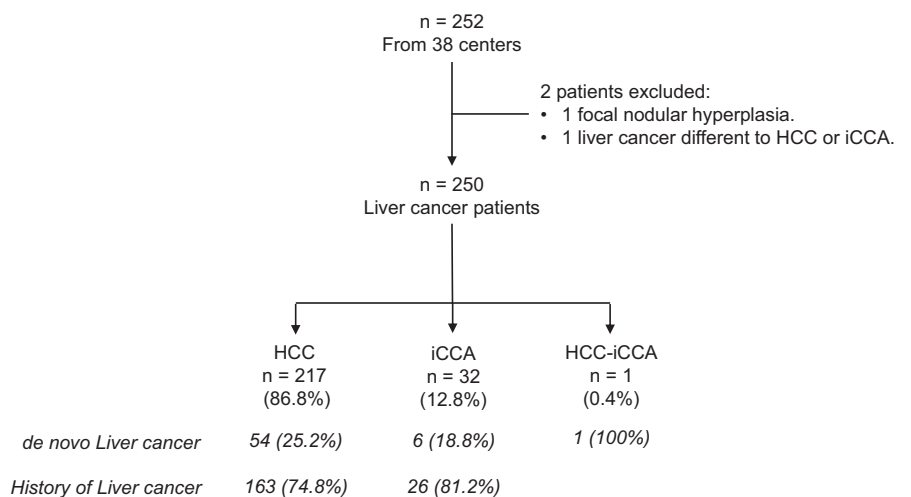 n = 252
From 38 centers
2 patients excluded:
• 1 focal nodular hyperplasia.
• 1 liver cancer different to HCC or iCCA.
n = 250
Liver cancer patients
HCC iCCA HCC-iCCA
n = 217 n = 32 n = 1
(86.8%) (12.8%) (0.4%)
de novo Liver cancer 54 (25.2%) 6 (18.8%) 1 (100%)
History of Liver cancer 163 (74.8%) 26 (81.2%)